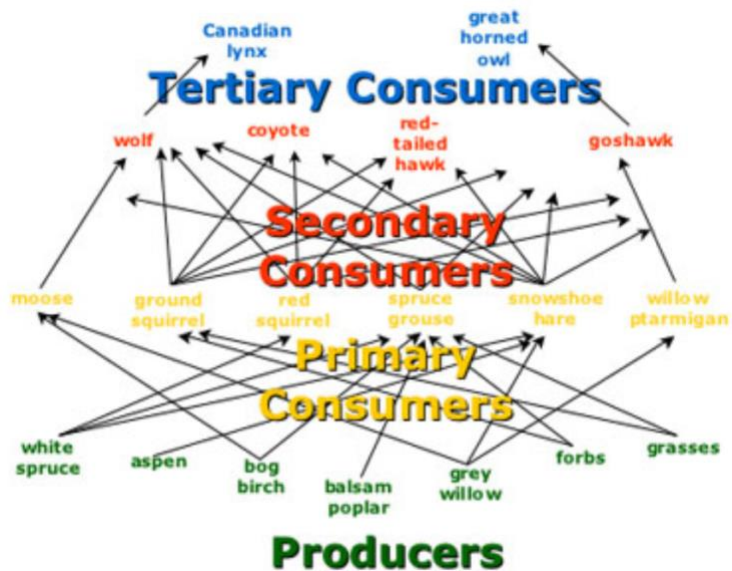 Canadian
lynx
great
horned
owl
Tertiary Consumers
wolf
coyote
red-
tailed
hawk
goshawk
Secondary
Consumers
moose
ground
squirrel
red
squirrel
spruce
grouse
snowshoe
hare
willow
ptarmigan
Primary
Consumers
white
spruce
aspen
bog
birch
balsam
poplar
grey
willow
forbs
grasses
Producers